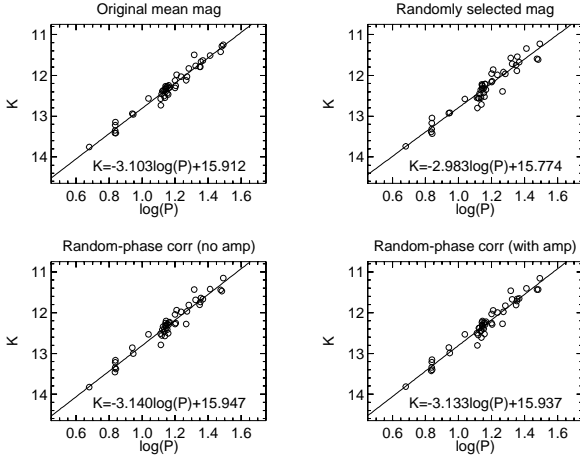 Original mean mag
11
12
13
14
K
K=-3.103log(P)+15.912
0.6 0.8 1.0 1.2 1.4 1.6
log(P)
Randomly selected mag
11
12
13
14
K
K=-2.983log(P)+15.774
0.6 0.8 1.0 1.2 1.4 1.6
log(P)
Random-phase corr (no amp)
11
12
13
14
K
K=-3.140log(P)+15.947
0.6 0.8 1.0 1.2 1.4 1.6
log(P)
Random-phase corr (with amp)
11
12
13
14
K
K=-3.133log(P)+15.937
0.6 0.8 1.0 1.2 1.4 1.6
log(P)